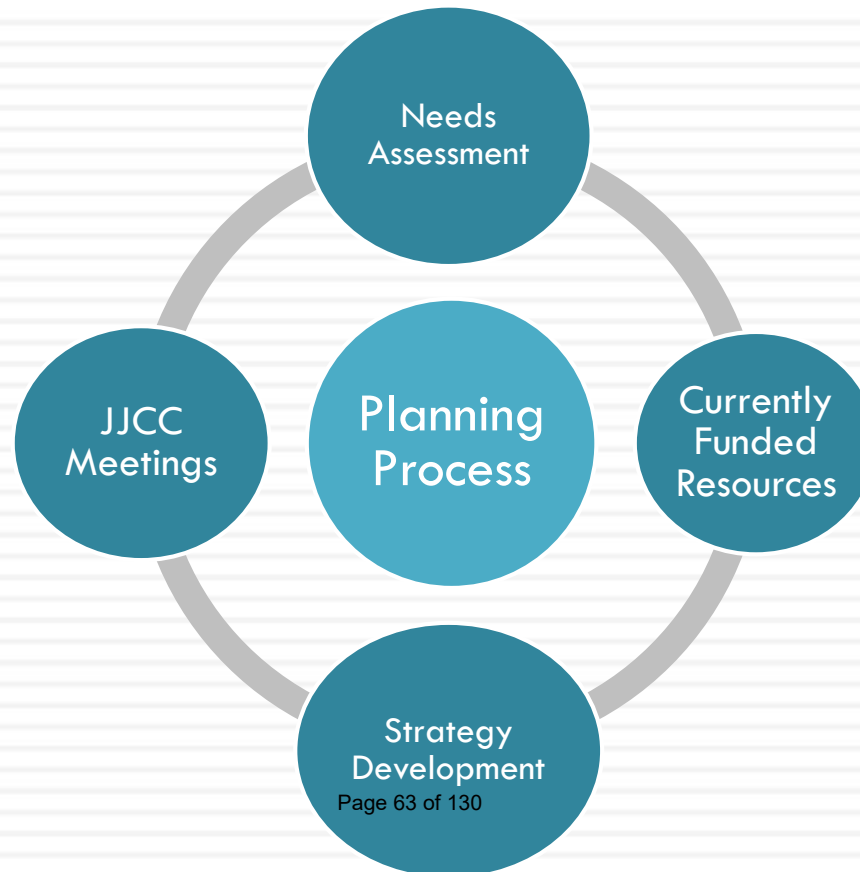 Needs
Assessment
JJCC
Meetings
Planning
Process
Currently
Funded
Resources
Strategy
Development
Page 63 of 130